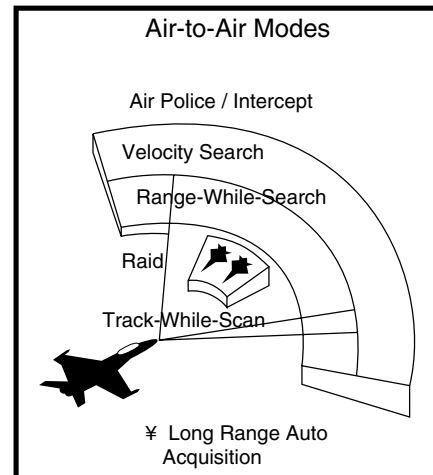 Air-to-Air Modes
Air Police / Intercept
Velocity Search
Range-While-Search
Raid
Track-While-Scan
¥ Long Range Auto
Acquisition